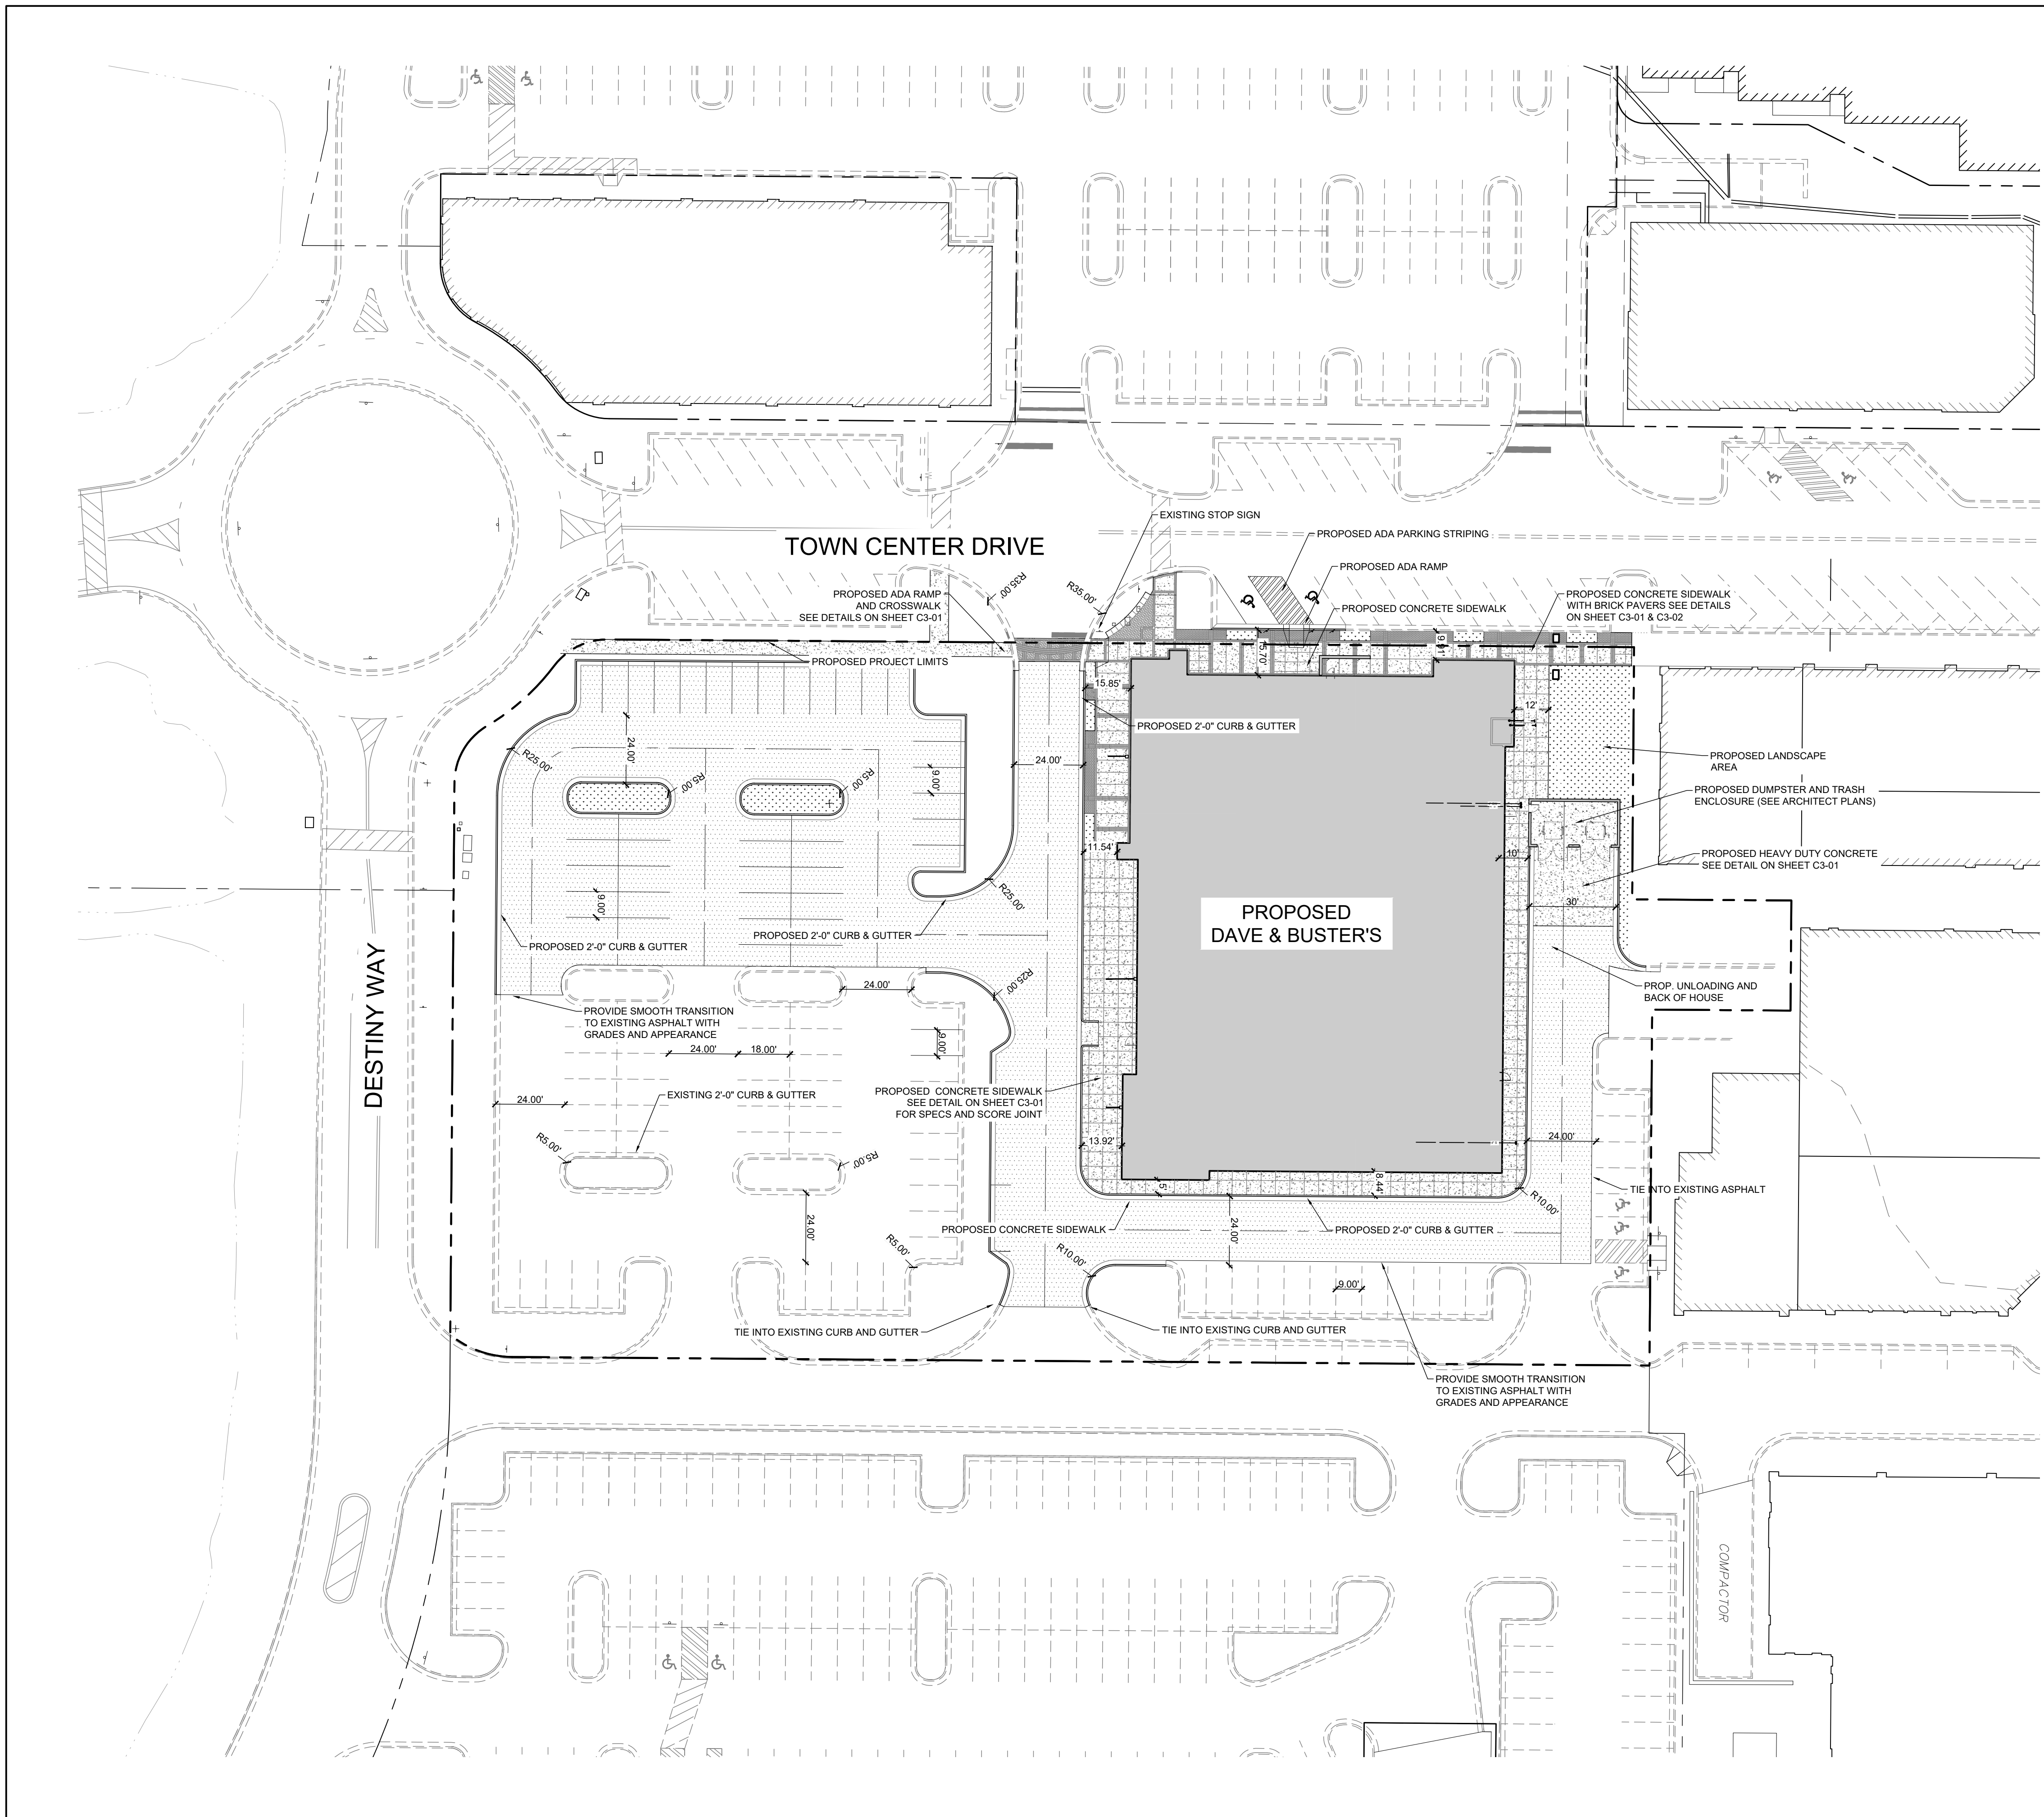 EXISTING STOP SIGN
PROPOSED ADA PARKING STRIPING
TOWN CENTER DRIVE
PROPOSED ADA RAMP
R35.00'
R35.00'
PROPOSED ADA RAMP
AND CROSSWALK
SEE DETAILS ON SHEET C3-01
PROPOSED CONCRETE SIDEWALK
PROPOSED CONCRETE SIDEWALK
WITH BRICK PAVERS SEE DETAILS
ON SHEET C3-01 & C3-02
PROPOSED PROJECT LIMITS
9.91'
15.85'
12'
PROPOSED 2'-0" CURB & GUTTER
24.00'
R25.00'
24.00'
R5.00'
R5.00'
9.00'
PROPOSED LANDSCAPE
AREA
PROPOSED DUMPSTER AND TRASH
ENCLOSURE (SEE ARCHITECT PLANS)
11.54'
10'
PROPOSED HEAVY DUTY CONCRETE
SEE DETAIL ON SHEET C3-01
9.00'
R25.00'
30'
PROPOSED
DAVE & BUSTER'S
PROPOSED 2'-0" CURB & GUTTER
PROPOSED 2'-0" CURB & GUTTER
DESTINY WAY
24.00'
R25.00'
PROP. UNLOADING AND
BACK OF HOUSE
PROVIDE SMOOTH TRANSITION
TO EXISTING ASPHALT WITH
GRADES AND APPEARANCE
24.00'
18.00'
9.00'
24.00'
EXISTING 2'-0" CURB & GUTTER
PROPOSED CONCRETE SIDEWALK
SEE DETAIL ON SHEET C3-01
FOR SPECS AND SCORE JOINT
R5.00'
R5.00'
13.92'
24.00'
5'
8.44'
R10.00'
TIE INTO EXISTING ASPHALT
24.00'
PROPOSED CONCRETE SIDEWALK
24.00'
PROPOSED 2'-0" CURB & GUTTER
R5.00'
R10.00'
9.00'
TIE INTO EXISTING CURB AND GUTTER
TIE INTO EXISTING CURB AND GUTTER
PROVIDE SMOOTH TRANSITION
TO EXISTING ASPHALT WITH
GRADES AND APPEARANCE
COMPACTOR